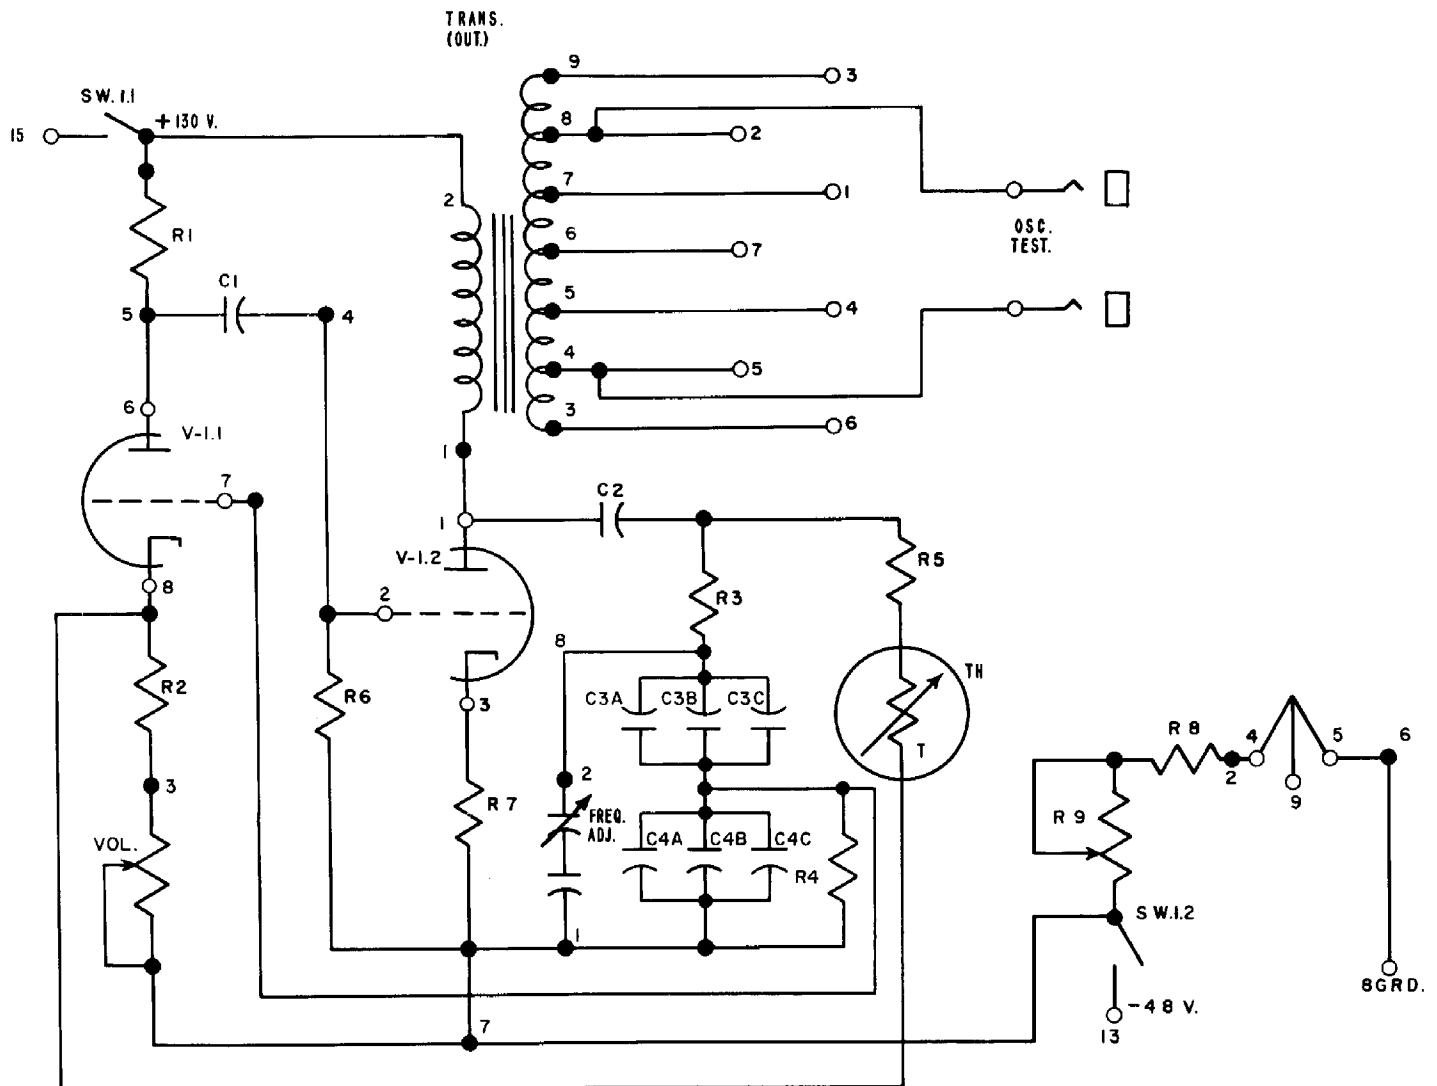 TRANS.
(OUT.)
9
3
SW. 1.1
+130 V.
15
8
2
7
1
2
R1
6
7
OSC.
TEST.
C1
5
4
5
4
4
5
3
6
6
V-1.1
1
7
C2
1
V-1.2
R5
8
2
R3
8
TH
R2
R6
3
C3A
C3B
C3C
T
R 8
4
5
6
2
9
3
2
R 7
FREQ.
ADJ.
R 9
VOL.
C4A
C4B
C4C
R4
SW.1.2
1
8GRD.
-48 V.
7
13